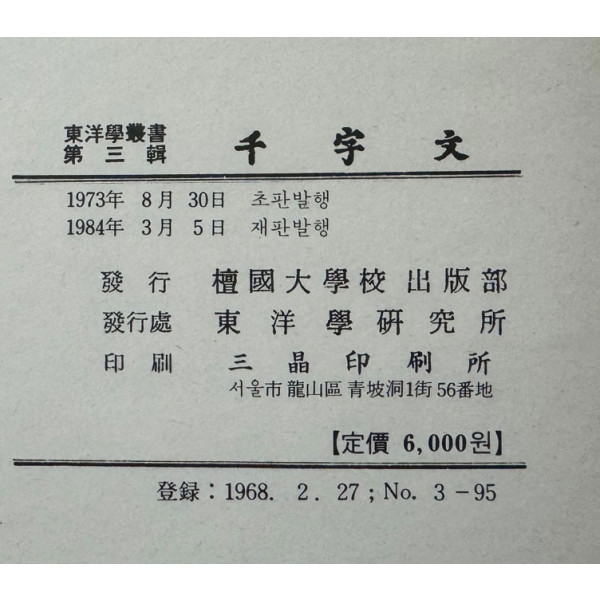 東洋學叢書
第三輯 千字文
1973年 8月 30日 초판발행
1984年 3月 5日 재판발행
發行 檀國大學校 出版部
發行處 東洋學硏究所
印刷 三晶印刷所
서울市 龍山區 靑坡洞1街 56番地
【定價 6,000원】
登録 : 1968. 2. 27 ; No. 3-95